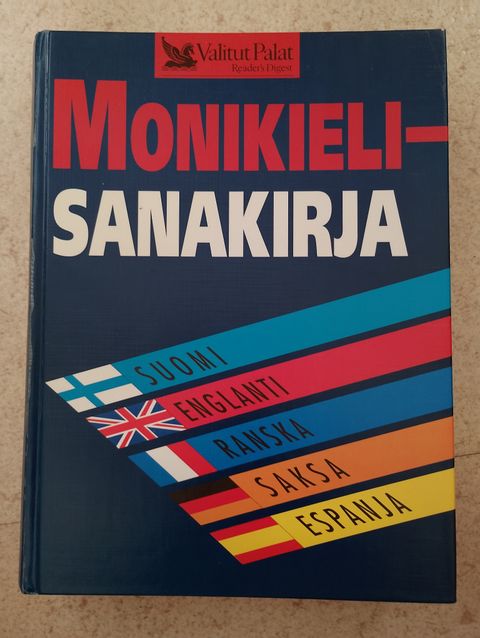 Valitut Palat
Reader's Digest
MONIKIELI-
SANAKIRJA
SUOMI
ENGLANTI
RANSKA
SAKSA
ESPANJA